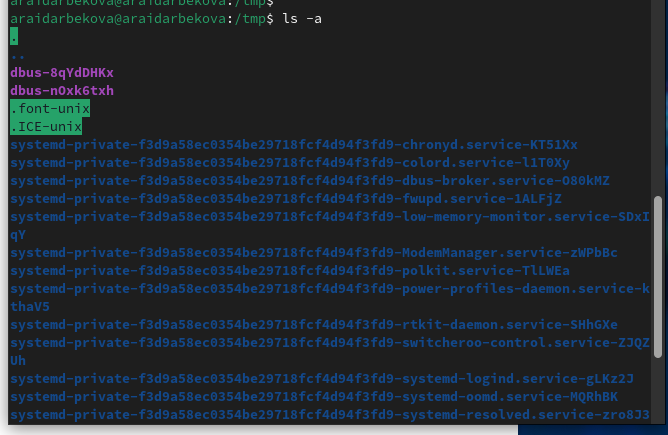 araidarbekova@araidarbekova:/tmp$
araidarbekova@araidarbekova:/tmp$ ls -a
.
..
dbus-8qYdDHKx
dbus-nOxk6txh
.font-unix
.ICE-unix
systemd-private-f3d9a58ec0354be29718fcf4d94f3fd9-chronyd.service-KT51Xx
systemd-private-f3d9a58ec0354be29718fcf4d94f3fd9-colord.service-l1T0Xy
systemd-private-f3d9a58ec0354be29718fcf4d94f3fd9-dbus-broker.service-O80kMZ
systemd-private-f3d9a58ec0354be29718fcf4d94f3fd9-fwupd.service-1ALFjZ
systemd-private-f3d9a58ec0354be29718fcf4d94f3fd9-low-memory-monitor.service-SDxI
qY
systemd-private-f3d9a58ec0354be29718fcf4d94f3fd9-ModemManager.service-zWPbBc
systemd-private-f3d9a58ec0354be29718fcf4d94f3fd9-polkit.service-TlLWEa
systemd-private-f3d9a58ec0354be29718fcf4d94f3fd9-power-profiles-daemon.service-k
thaV5
systemd-private-f3d9a58ec0354be29718fcf4d94f3fd9-rtkit-daemon.service-SHhGXe
systemd-private-f3d9a58ec0354be29718fcf4d94f3fd9-switcheroo-control.service-ZJQZ
Uh
systemd-private-f3d9a58ec0354be29718fcf4d94f3fd9-systemd-logind.service-gLKz2J
systemd-private-f3d9a58ec0354be29718fcf4d94f3fd9-systemd-oomd.service-MQRhBK
systemd-private-f3d9a58ec0354be29718fcf4d94f3fd9-systemd-resolved.service-zro8J3